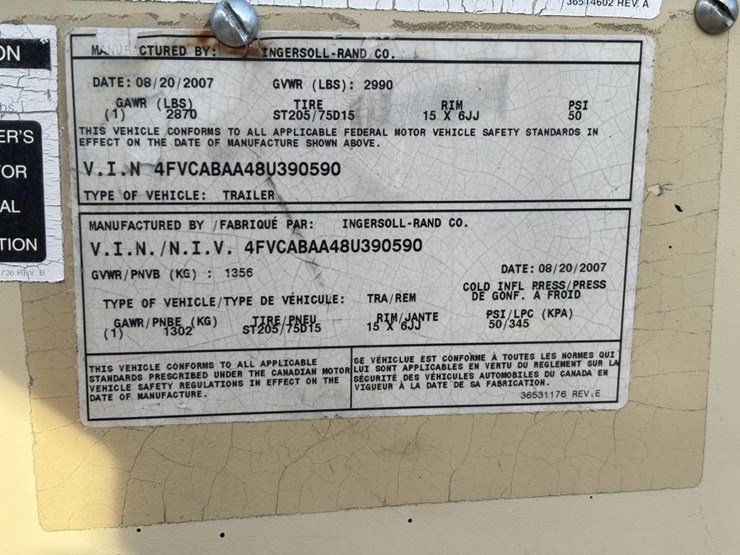 36514602 REV. A
ON
ER'S
OR
AL
TION
736 REV. B
MANUFACTURED BY: INGERSOLL-RAND CO.
DATE: 08/20/2007 GVWR (LBS): 2990
GAWR (LBS) TIRE RIM PSI
(1) 2870 ST205/75D15 15 X 6JJ 50
THIS VEHICLE CONFORMS TO ALL APPLICABLE FEDERAL MOTOR VEHICLE SAFETY STANDARDS IN
EFFECT ON THE DATE OF MANUFACTURE SHOWN ABOVE.
V.I.N 4FVCABAA48U390590
TYPE OF VEHICLE: TRAILER
MANUFACTURED BY /FABRIQUÉ PAR: INGERSOLL-RAND CO.
V.I.N./N.I.V. 4FVCABAA48U390590
GVWR/PNVB (KG) : 1356 DATE: 08/20/2007
COLD INFL PRESS/PRESS
TYPE OF VEHICLE/TYPE DE VÉHICULE: TRA/REM DE GONF. A FROID
GAWR/PNBE (KG) TIRE/PNEU RIM/JANTE PSI/LPC (KPA)
(1) 1302 ST205/75D15 15 X 6JJ 50/345
THIS VEHICLE CONFORMS TO ALL APPLICABLE
STANDARDS PRESCRIBED UNDER THE CANADIAN MOTOR
VEHICLE SAFETY REGULATIONS IN EFFECT ON THE
DATE OF MANUFACTURE.
CE VÉHICLUE EST CONFORME À TOUTES LES NORMES QUI
LUI SONT APPLICABLES EN VERTU DU REGLEMENT SUR LA
SÉCURITÉ DES VÉHICULES AUTOMOBILES DU CANADA EN
VIGUEUR À LA DATE DE SA FABRICATION.
36531176 REV.E